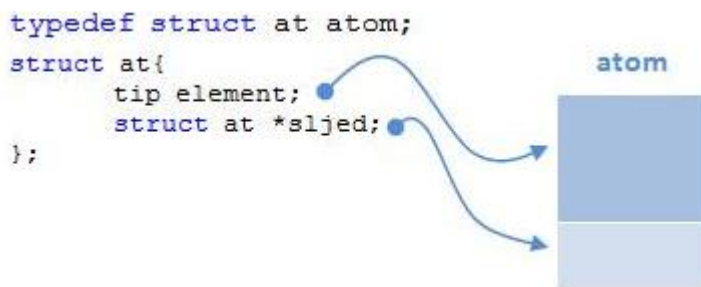 typedef struct at atom;
struct at{
tip element;
struct at *sljed;
};
atom